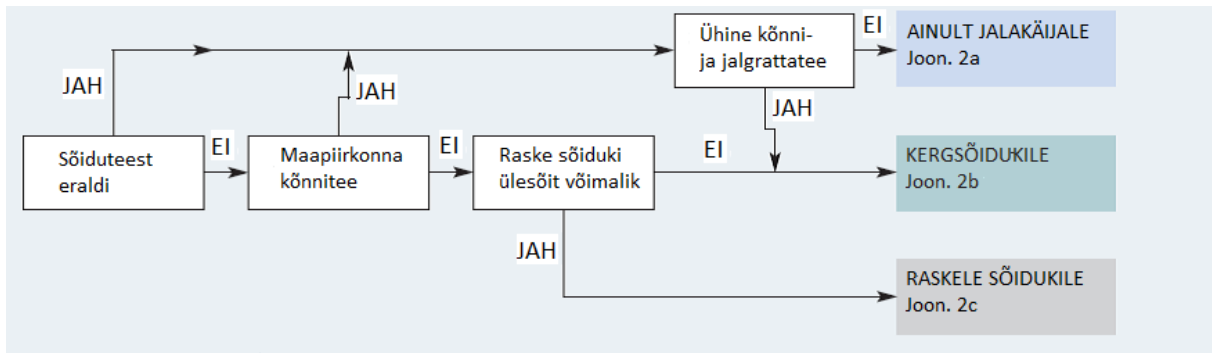 Ühine kõnni-
ja jalgrattatee
EI
AINULT JALAKÄIJALE
Joon. 2a
JAH
JAH
JAH
Sõiduteest
eraldi
EI
Maapiirkonna
kõnnitee
EI
Raske sõiduki
ülesõit võimalik
EI
KERGSÕIDUKILE
Joon. 2b
JAH
RASKELE SÕIDUKILE
Joon. 2c